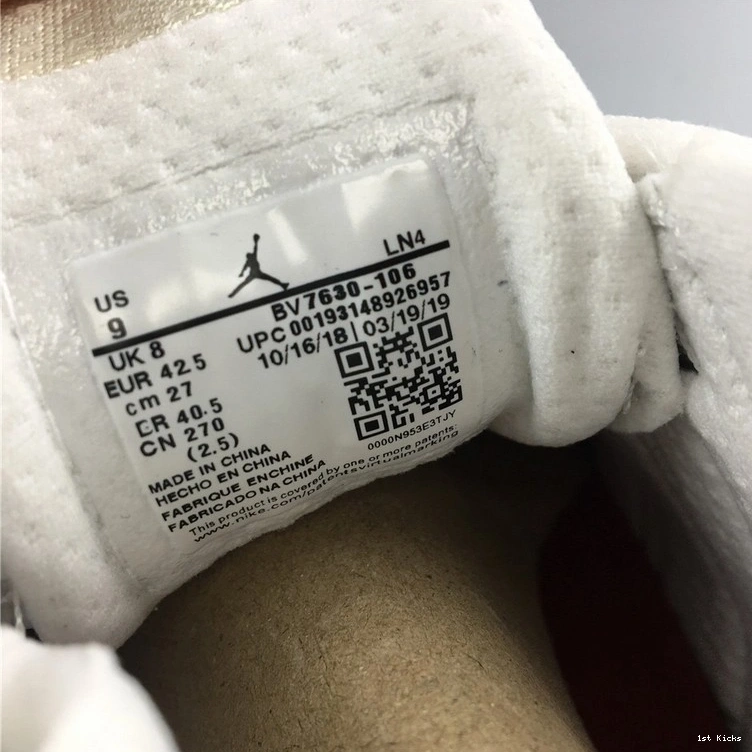 LN4
US
9
BV7630-106
UPC 00193148926957
10/16/18 | 03/19/19
UK 8
EUR 42.5
cm 27
BR 40.5
CN 270
(2.5)
0000N953E3TJY
MADE IN CHINA
HECHO EN CHINA
FABRIQUE EN CHINE
FABRICADO NA CHINA
This product is covered by one or more patents:
www.nike.com/patentsvirtualmarking
1st Kicks